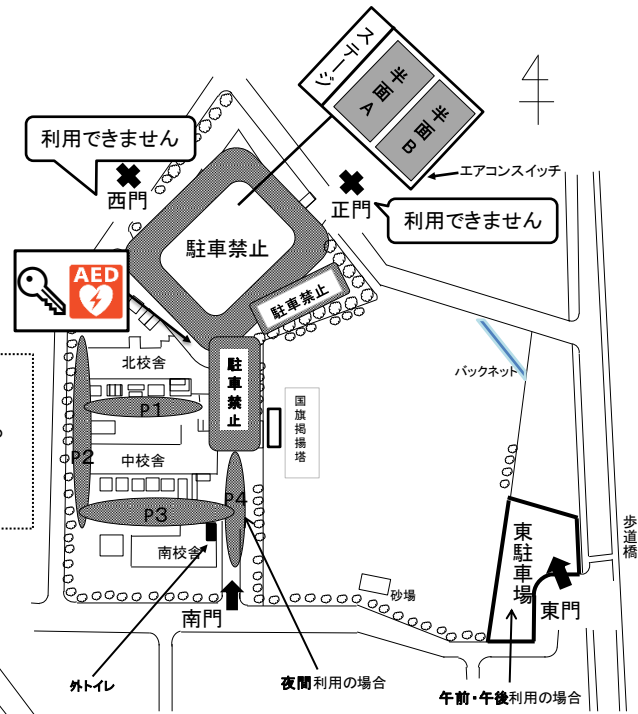 ステージ
半面A
半面B
エアコンスイッチ
利用できません
西門
正門
利用できません
駐車禁止
AED
駐車禁止
北校舎
駐車禁止
バックネット
国旗掲揚塔
P1
P2
中校舎
P4
P3
南校舎
東駐車場
歩道橋
砂場
南門
東門
外トイレ
夜間利用の場合
午前・午後利用の場合